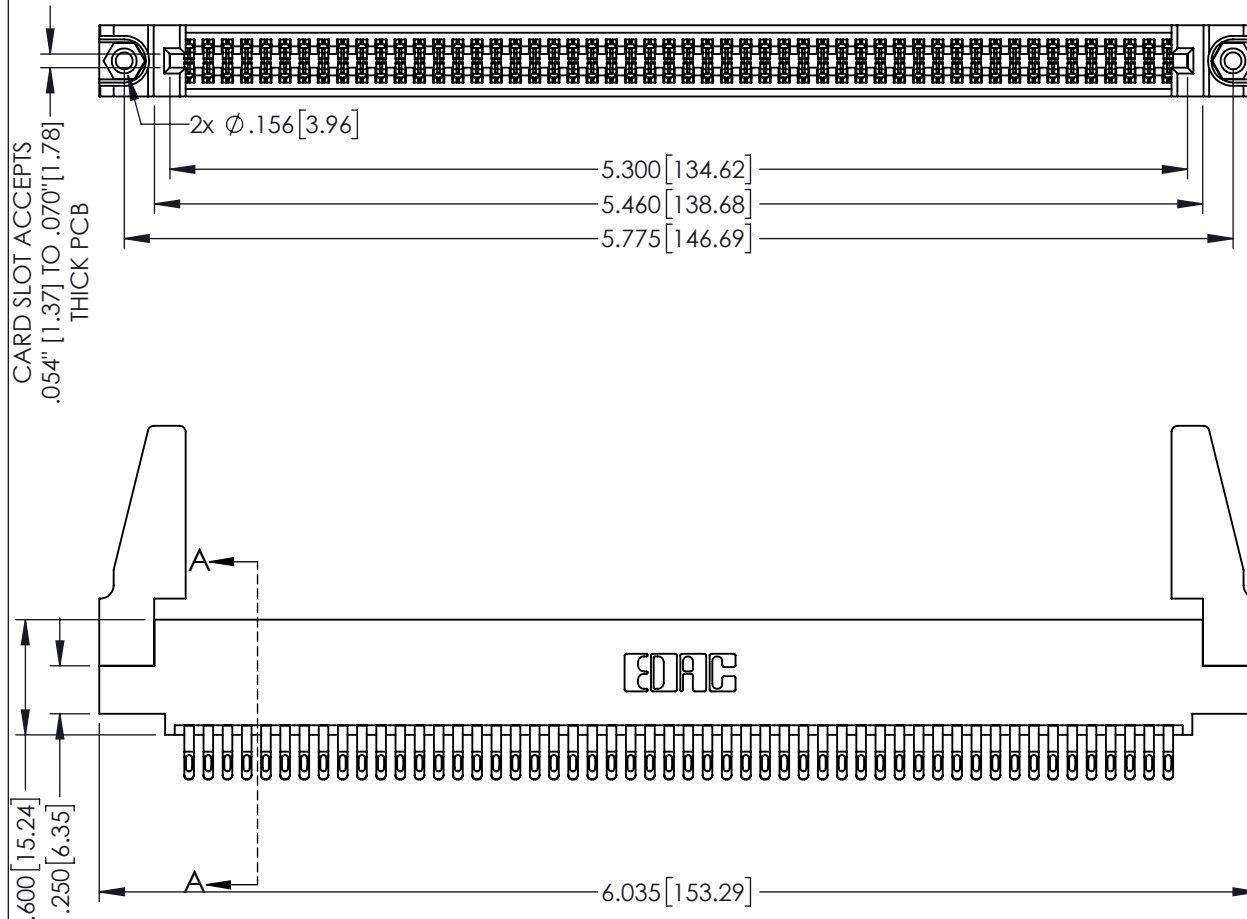 2x Ø.156[3.96]
CARD SLOT ACCEPTS
.054" [1.37] TO .070"[1.78]
THICK PCB
5.300[134.62]
5.460[138.68]
5.775[146.69]
A
EDAC
.600[15.24]
.250[6.35]
A
6.035[153.29]